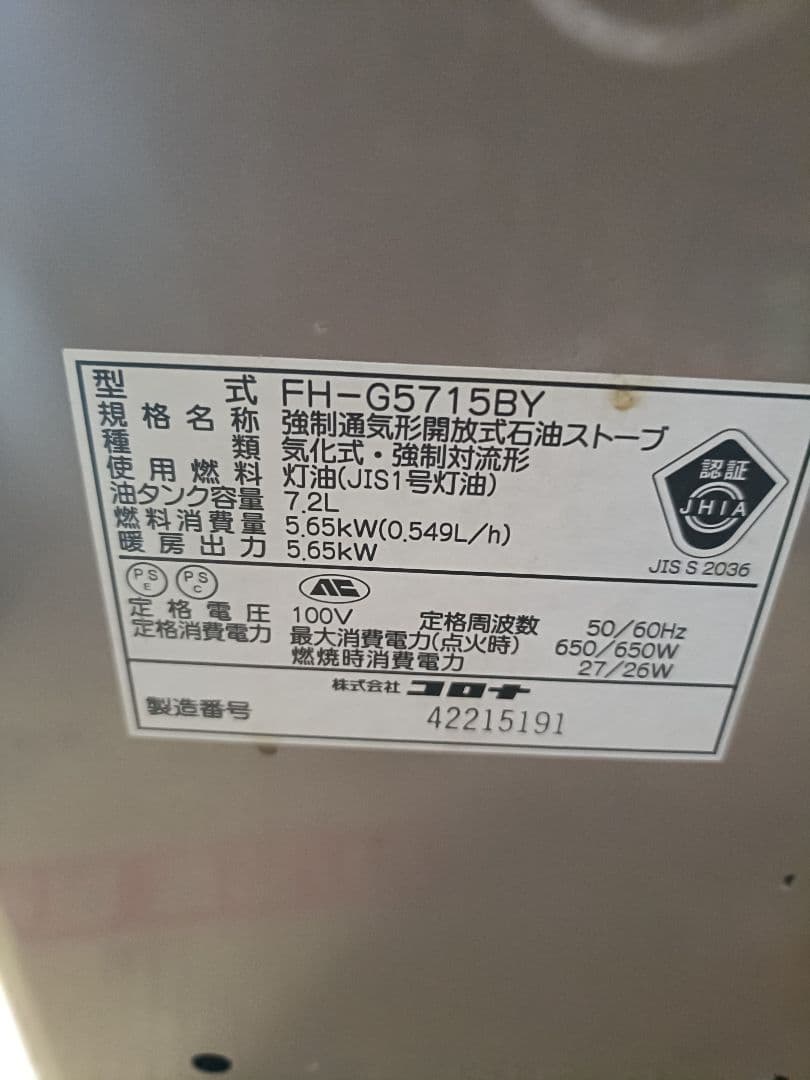 型式 FH-G5715BY
規格名称 強制通気形開放式石油ストーブ
種類 気化式・強制対流形
使用燃料 灯油(JIS1号灯油)
油タンク容量 7.2L
燃料消費量 5.65kW(0.549L/h)
暖房出力 5.65kW
認証
JHIA
JIS S 2036
PS E PS C
定格電圧 100V 定格周波数 50/60Hz
定格消費電力 最大消費電力(点火時) 650/650W
燃焼時消費電力 27/26W
株式会社 コロナ
製造番号 42215191